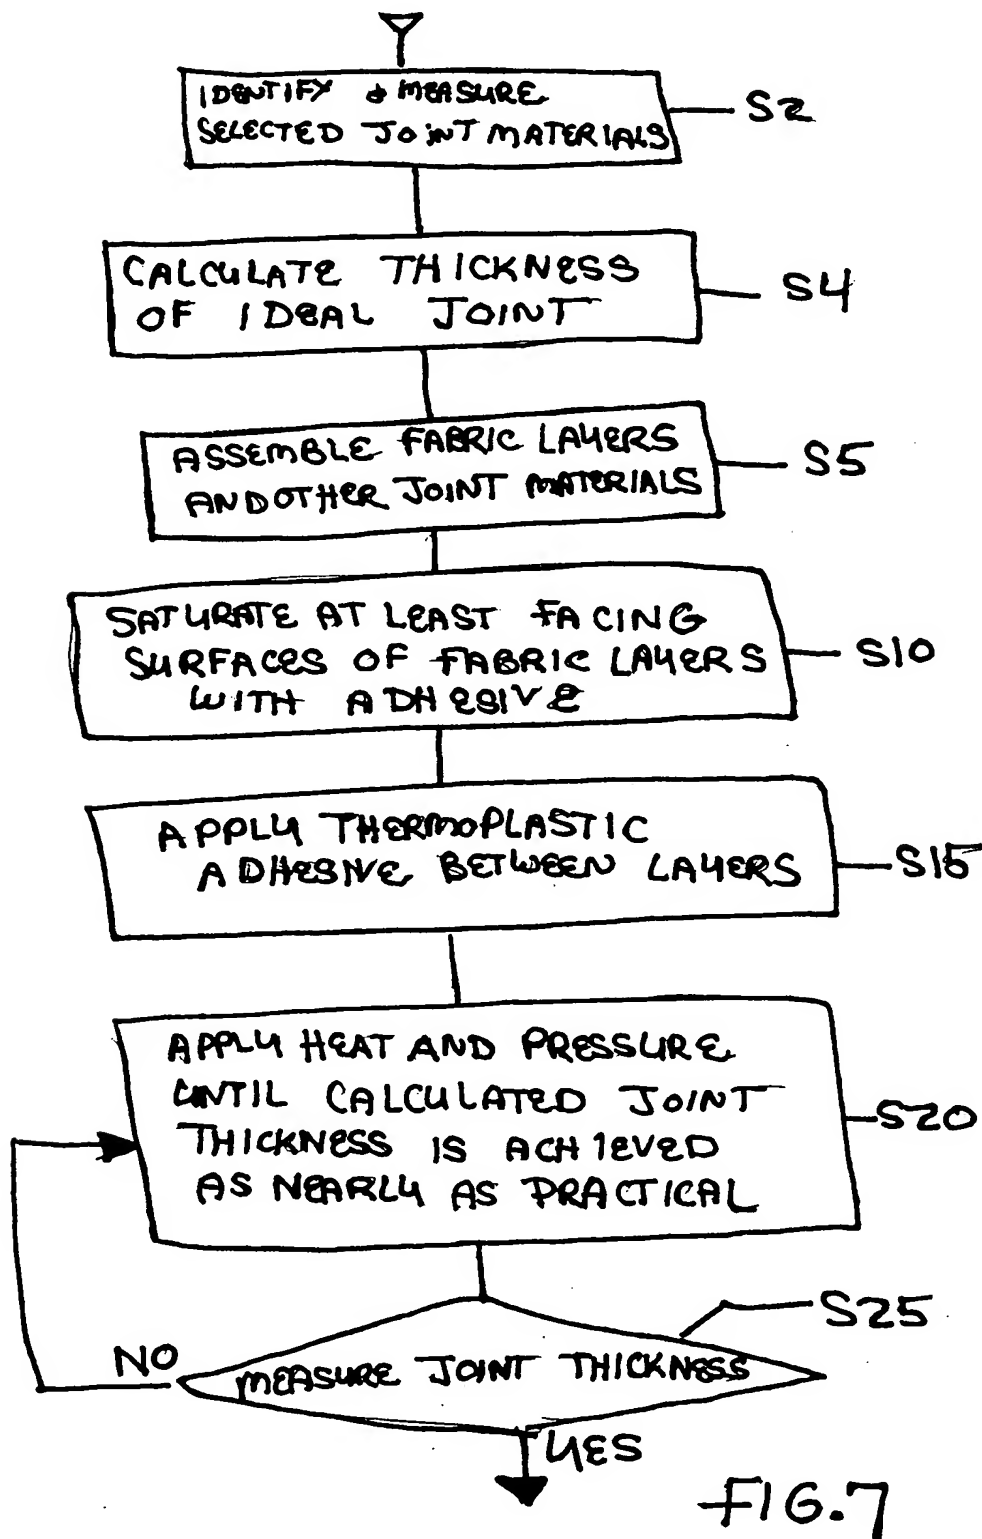 IDENTIFY & MEASURE
SELECTED JOINT MATERIALS
S2
CALCULATE THICKNESS
OF IDEAL JOINT
S4
ASSEMBLE FABRIC LAYERS
AND OTHER JOINT MATERIALS
S5
SATURATE AT LEAST FACING
SURFACES OF FABRIC LAYERS
WITH ADHESIVE
S10
APPLY THERMOPLASTIC
ADHESIVE BETWEEN LAYERS
S15
APPLY HEAT AND PRESSURE
UNTIL CALCULATED JOINT
THICKNESS IS ACHIEVED
AS NEARLY AS PRACTICAL
S20
S25
NO
MEASURE JOINT THICKNESS
YES
FIG.7